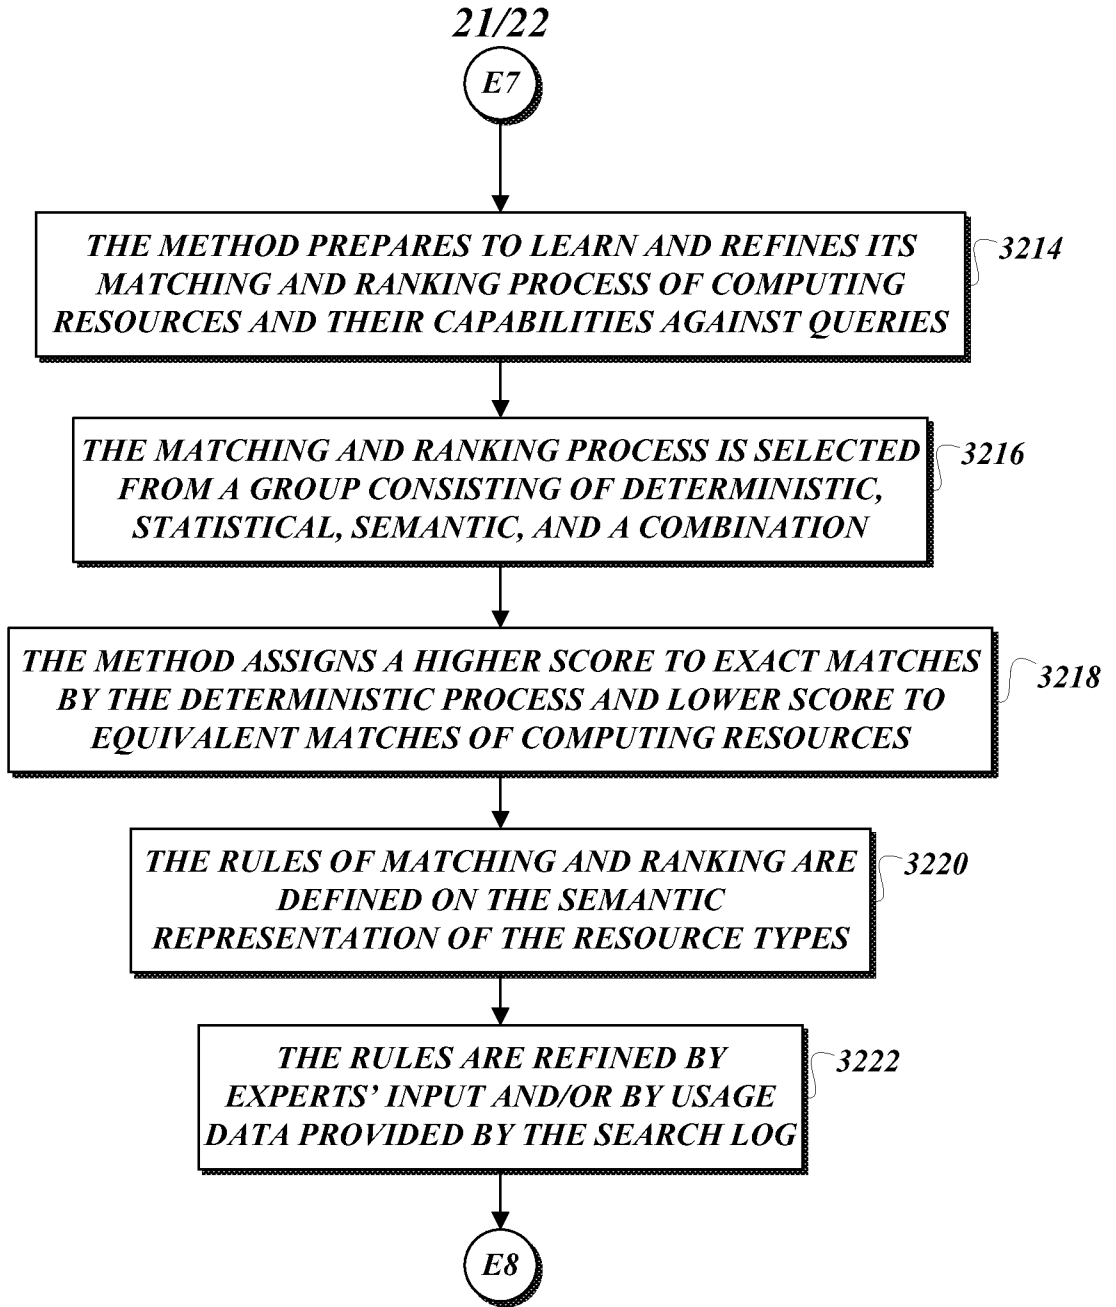 21/22
E7
THE METHOD PREPARES TO LEARN AND REFINES ITS
MATCHING AND RANKING PROCESS OF COMPUTING
RESOURCES AND THEIR CAPABILITIES AGAINST QUERIES
3214
THE MATCHING AND RANKING PROCESS IS SELECTED
FROM A GROUP CONSISTING OF DETERMINISTIC,
STATISTICAL, SEMANTIC, AND A COMBINATION
3216
THE METHOD ASSIGNS A HIGHER SCORE TO EXACT MATCHES
BY THE DETERMINISTIC PROCESS AND LOWER SCORE TO
EQUIVALENT MATCHES OF COMPUTING RESOURCES
3218
THE RULES OF MATCHING AND RANKING ARE
DEFINED ON THE SEMANTIC
REPRESENTATION OF THE RESOURCE TYPES
3220
THE RULES ARE REFINED BY
EXPERTS’ INPUT AND/OR BY USAGE
DATA PROVIDED BY THE SEARCH LOG
3222
E8